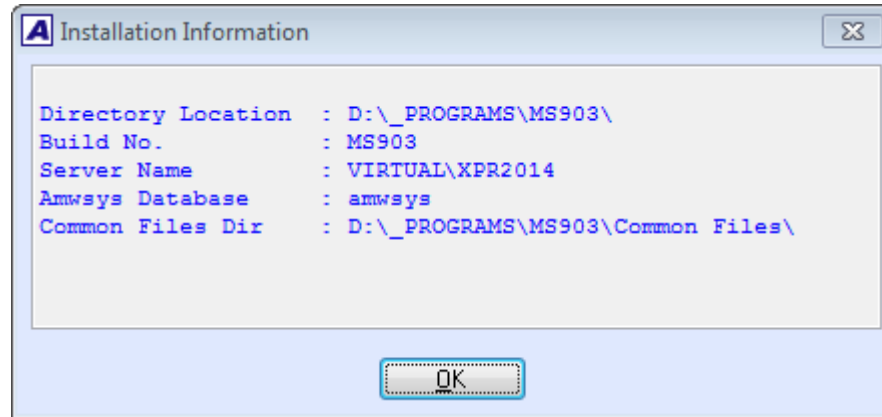 A Installation Information
Directory Location : D:\_PROGRAMS\MS903\
Build No. : MS903
Server Name : VIRTUAL\XPR2014
Amwsys Database : amwsys
Common Files Dir : D:\_PROGRAMS\MS903\Common Files\
OK